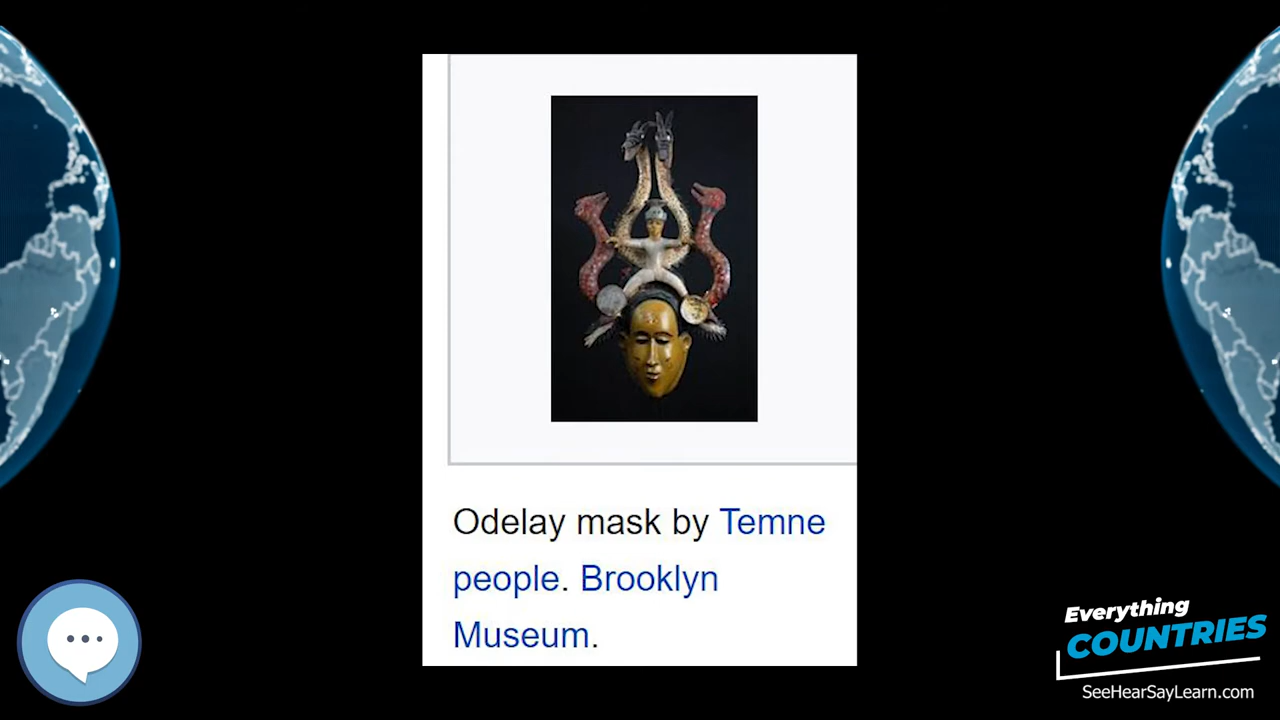 Odelay mask by Temne
people. Brooklyn
Museum.
Everything
COUNTRIES
SeeHearSayLearn.com